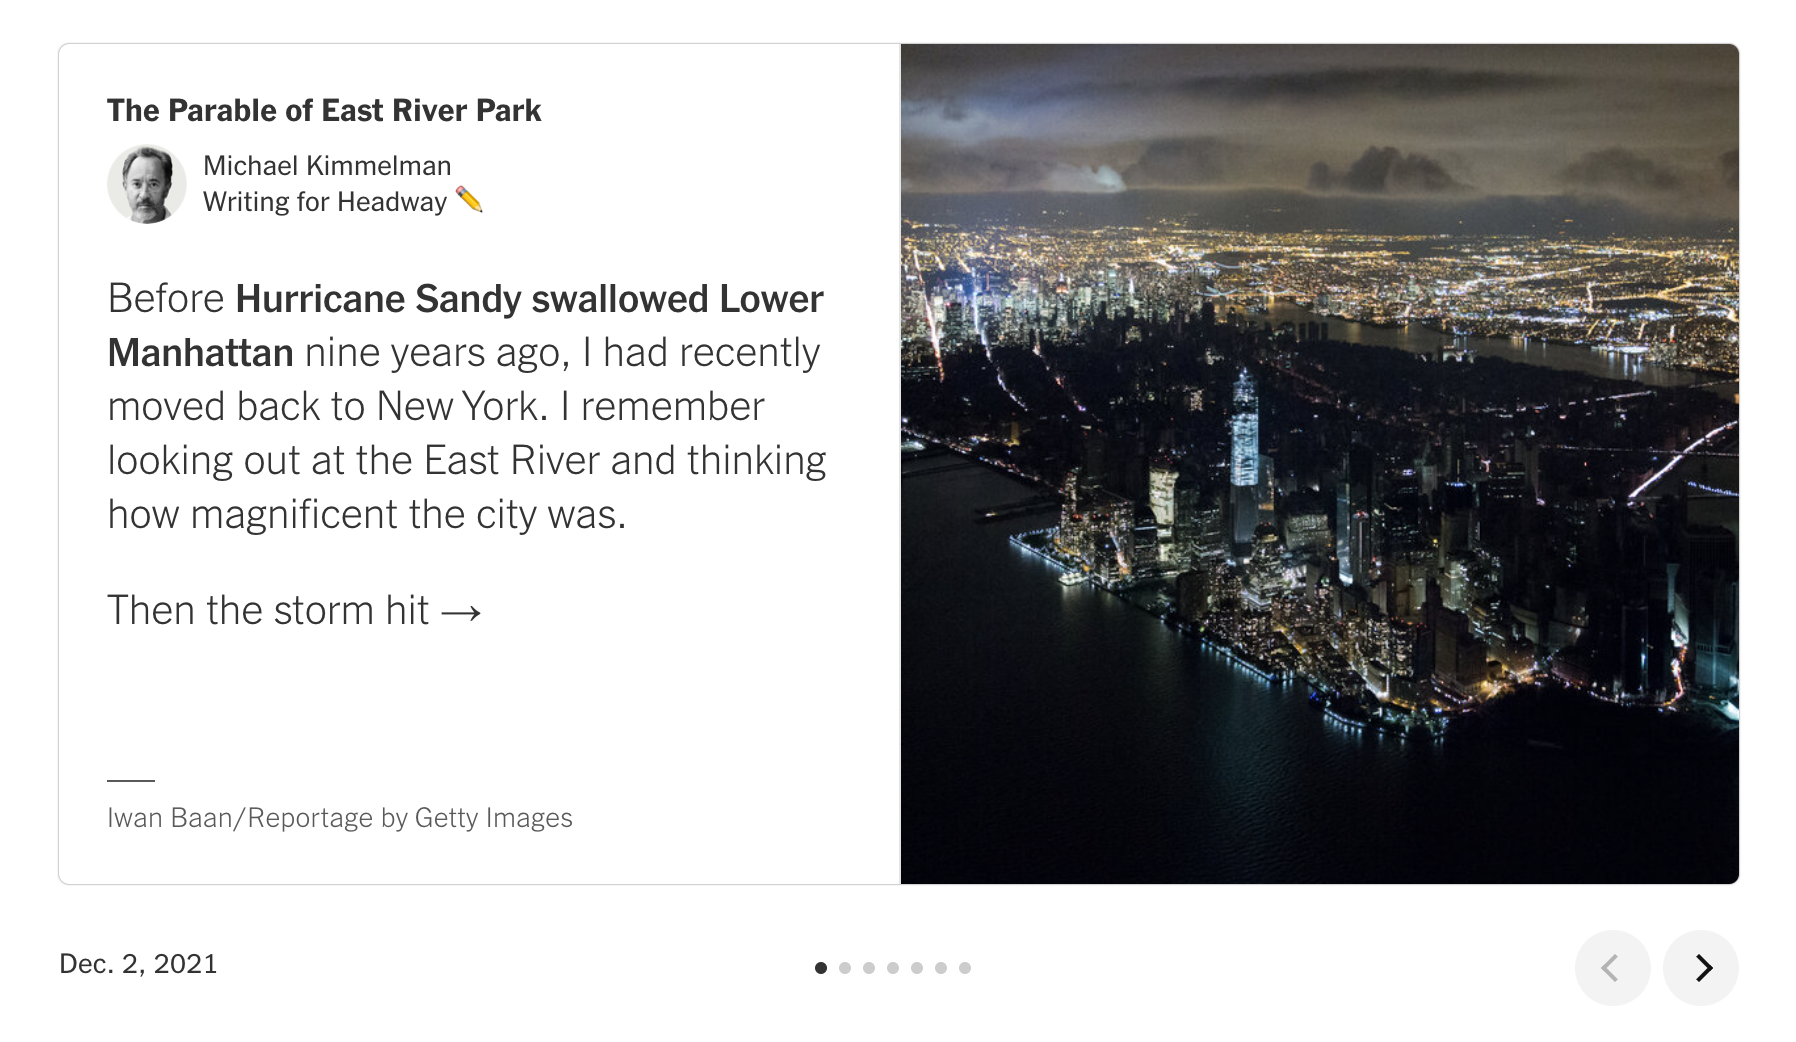 The Parable of East River Park
Michael Kimmelman
Writing for Headway ✏️
Before Hurricane Sandy swallowed Lower
Manhattan nine years ago, I had recently
moved back to New York. I remember
looking out at the East River and thinking
how magnificent the city was.
Then the storm hit →
Iwan Baan/Reportage by Getty Images
Dec. 2, 2021